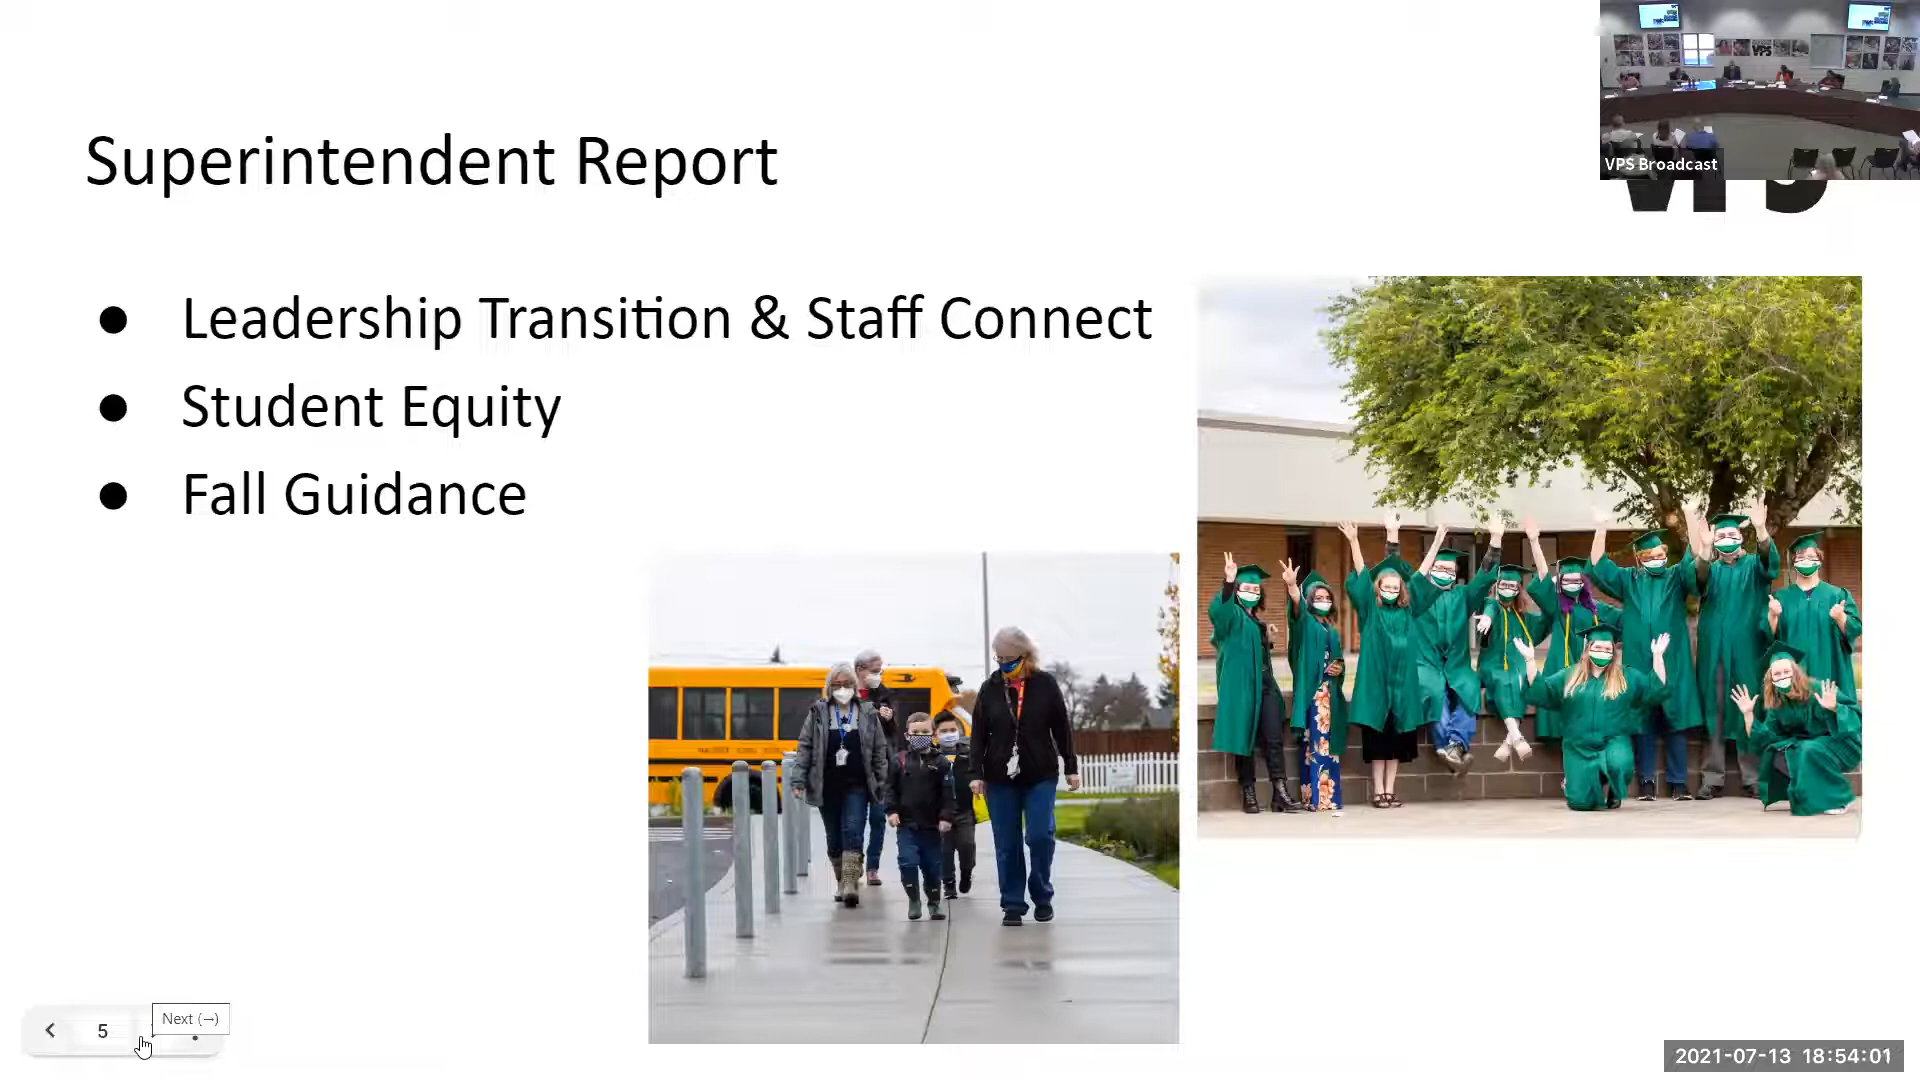 VPS
VPS Broadcast
Superintendent Report
● Leadership Transition & Staff Connect
● Student Equity
● Fall Guidance
5
Next (→)
2021-07-13 18:54:01